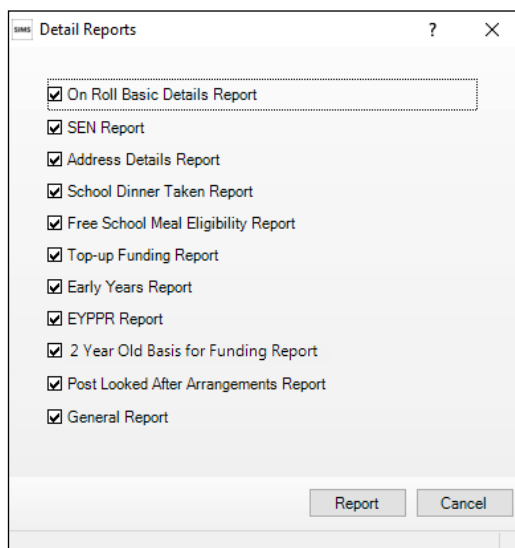 SIMS Detail Reports ? X
On Roll Basic Details Report
SEN Report
Address Details Report
School Dinner Taken Report
Free School Meal Eligibility Report
Top-up Funding Report
Early Years Report
EYPPR Report
2 Year Old Basis for Funding Report
Post Looked After Arrangements Report
General Report
Report Cancel